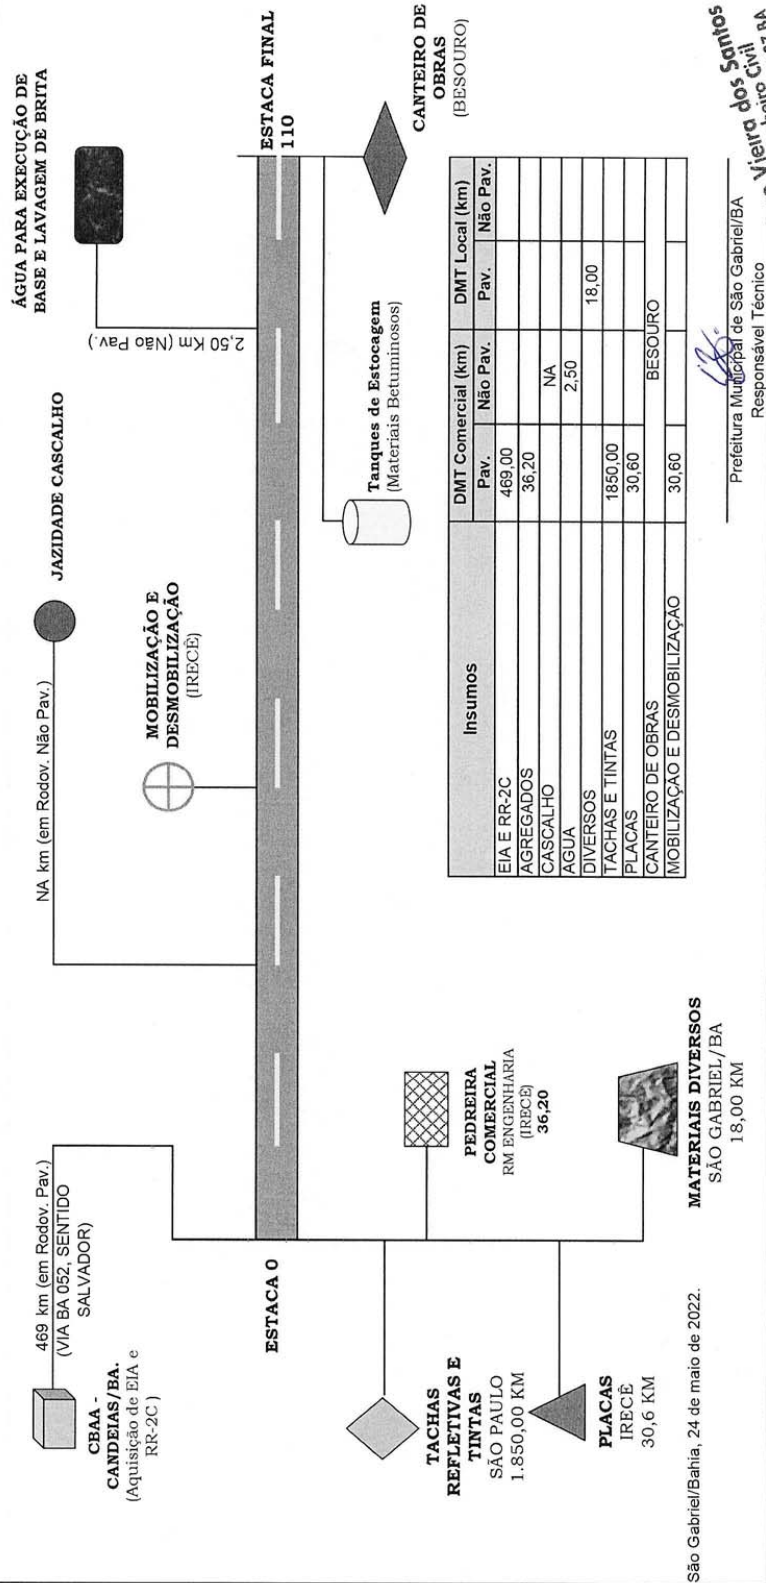 469 km (em Rodov. Pav.)
(VIA BA 052, SENTIDO
SALVADOR)
CBAA -
CANDEIAS/BA.
(Aquisição de EIA e
RR-2C )
NA km (em Rodov. Não Pav.)
JAZIDADE CASCALHO
MOBILIZAÇÃO E
DESMOBILIZAÇÃO
(IRECÊ)
ÁGUA PARA EXECUÇÃO DE
BASE E LAVAGEM DE BRITA
2,50 Km (Não Pav.)
ESTACA 0
ESTACA FINAL
110
TACHAS
REFLETIVAS E
TINTAS
SÃO PAULO
1.850,00 KM
PEDREIRA
COMERCIAL
RM ENGENHARIA
(IRECÊ)
36,20
PLACAS
IRECÊ
30,6 KM
MATERIAIS DIVERSOS
SÃO GABRIEL/BA
18,00 KM
Tanques de Estocagem
(Materiais Betuminosos)
CANTEIRO DE
OBRAS
(BESOURO)
Insumos DMT Comercial (km) DMT Local (km)
Pav. Não Pav. Pav. Não Pav.
EIA E RR-2C 469,00
AGREGADOS 36,20
CASCALHO NA
AGUA 2,50
DIVERSOS 18,00
TACHAS E TINTAS 1850,00
PLACAS 30,60
CANTEIRO DE OBRAS BESOURO
MOBILIZAÇÃO E DESMOBILIZAÇÃO 30,60
São Gabriel/Bahia, 24 de maio de 2022.
Prefeitura Municipal de São Gabriel/BA
Responsável Técnico
Vieira dos Santos
Civil